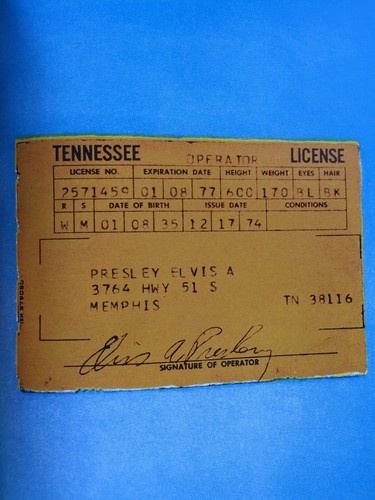 TENNESSEE OPERATOR LICENSE
LICENSE NO. EXPIRATION DATE HEIGHT WEIGHT EYES HAIR
2571459 01 08 77 600 170 BL BK
R S DATE OF BIRTH ISSUE DATE CONDITIONS
W M 01 08 35 12 17 74
PRESLEY ELVIS A
3764 HWY 51 S
MEMPHIS TN 38116
Elvis A Presley
SIGNATURE OF OPERATOR